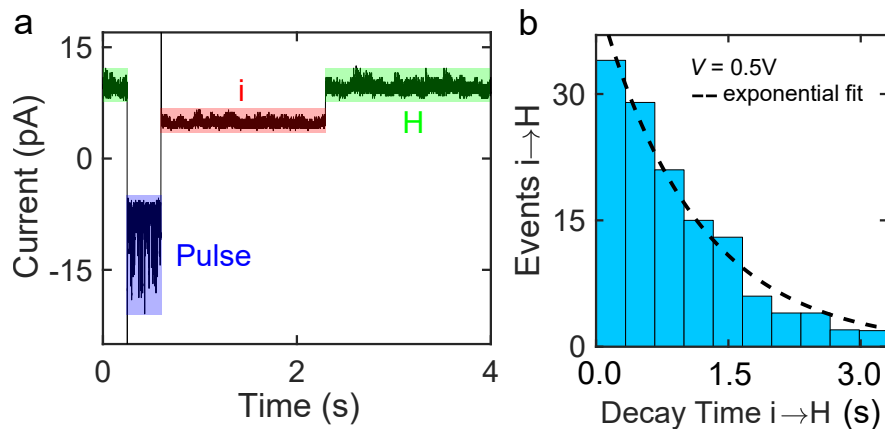 a
15
0
-15
Current (pA)
i
H
Pulse
0
2
4
Time (s)
b
V = 0.5V
exponential fit
30
15
0
Events i→H
0.0
1.5
3.0
Decay Time i→H (s)